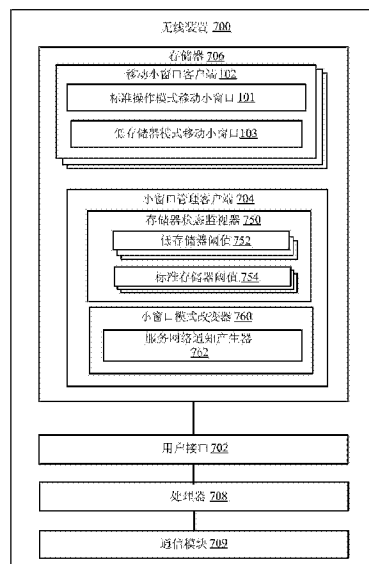 无线装置 700
存储器 706
移动小窗口客户端 102
标准操作模式移动小窗口 101
低存储器模式移动小窗口 103
小窗口管理客户端 704
存储器状态监视器 750
低存储器阈值 752
标准存储器阈值 754
小窗口模式改变器 760
服务网络通知产生器
762
用户接口 702
处理器 708
通信模块 709